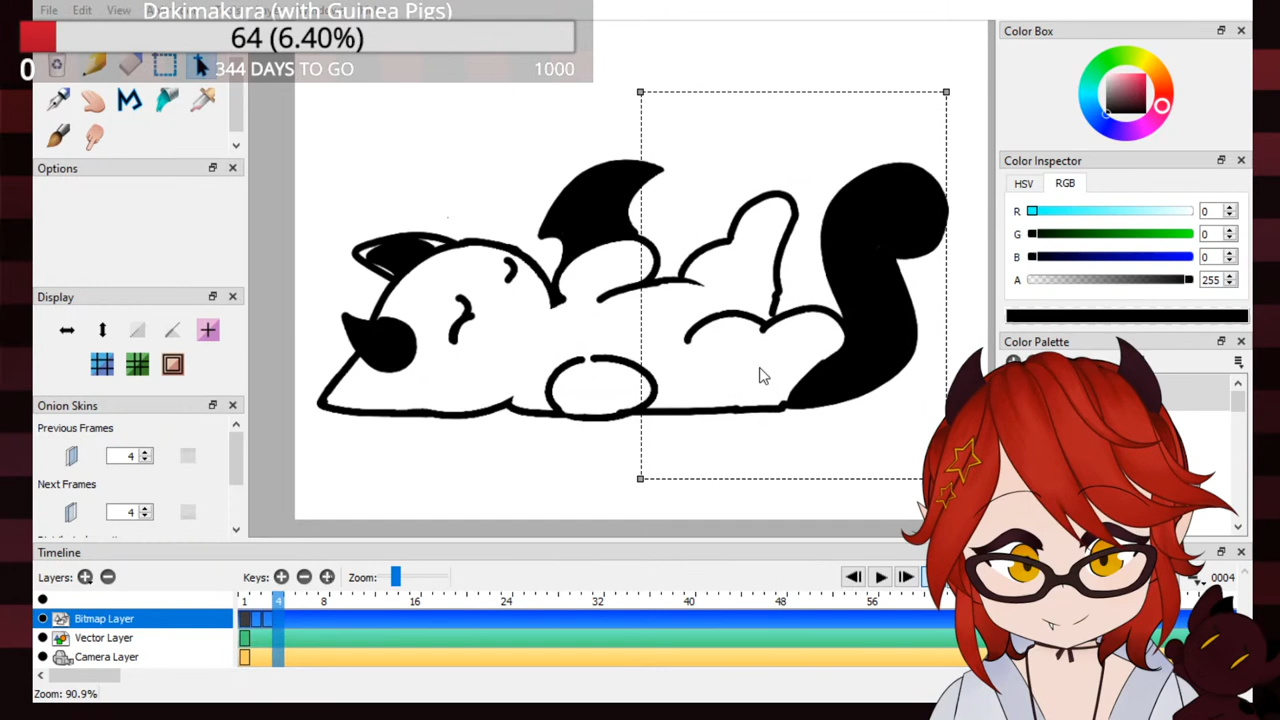 Dakimakura (with Guinea Pigs)
File Edit View
64 (6.40%)
0 344 DAYS TO GO 1000
Options
Display
Onion Skins
Previous Frames
4
Next Frames
4
Color Box
Color Inspector
HSV RGB
R 0
G 0
B 0
A 255
Color Palette
Timeline
Layers: Keys: Zoom: 0004
1 4 8 16 24 32 40 48 56
Bitmap Layer
Vector Layer
Camera Layer
Zoom: 90.9%